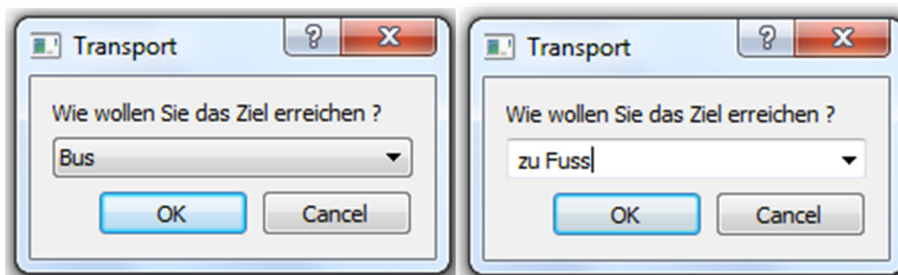 Transport
Wie wollen Sie das Ziel erreichen ?
Bus
OK Cancel
Transport
Wie wollen Sie das Ziel erreichen ?
zu Fuss
OK Cancel